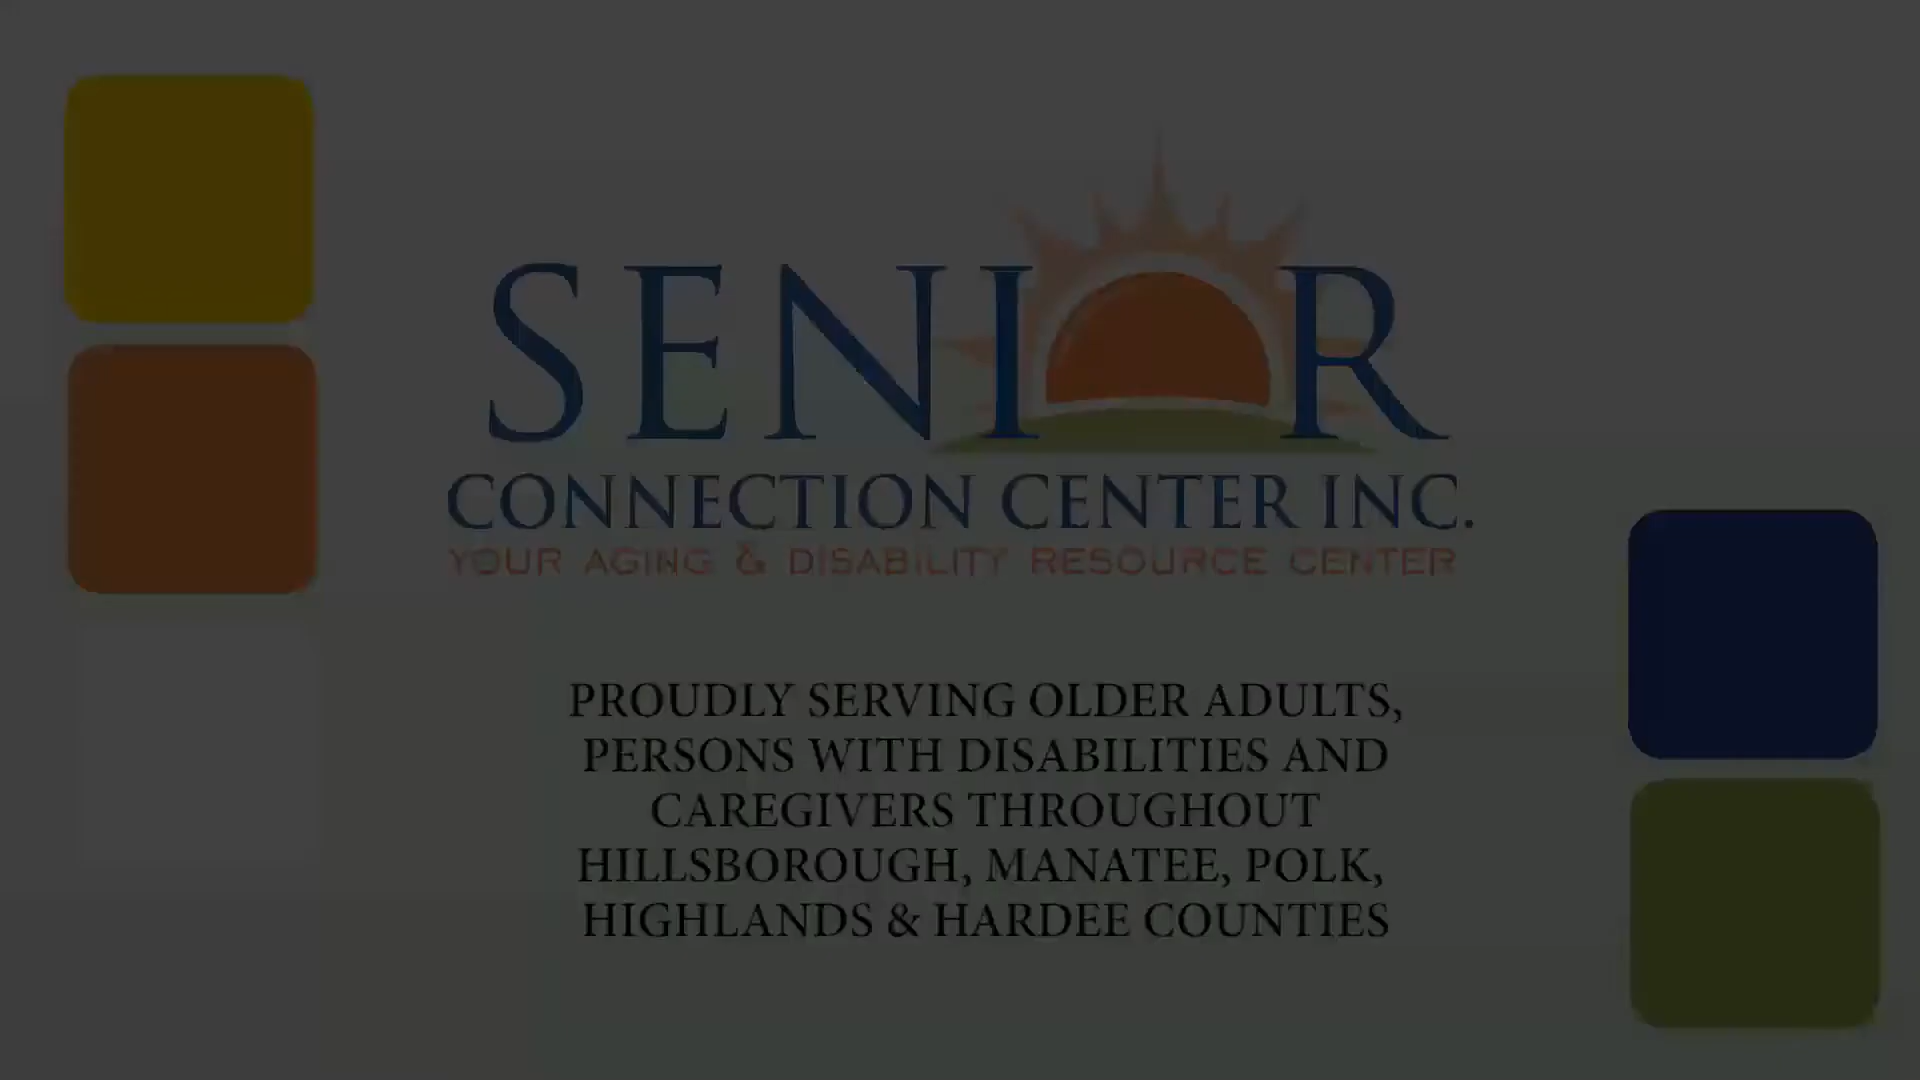 SENIOR
CONNECTION CENTER INC.
YOUR AGING & DISABILITY RESOURCE CENTER
PROUDLY SERVING OLDER ADULTS,
PERSONS WITH DISABILITIES AND
CAREGIVERS THROUGHOUT
HILLSBOROUGH, MANATEE, POLK,
HIGHLANDS & HARDEE COUNTIES